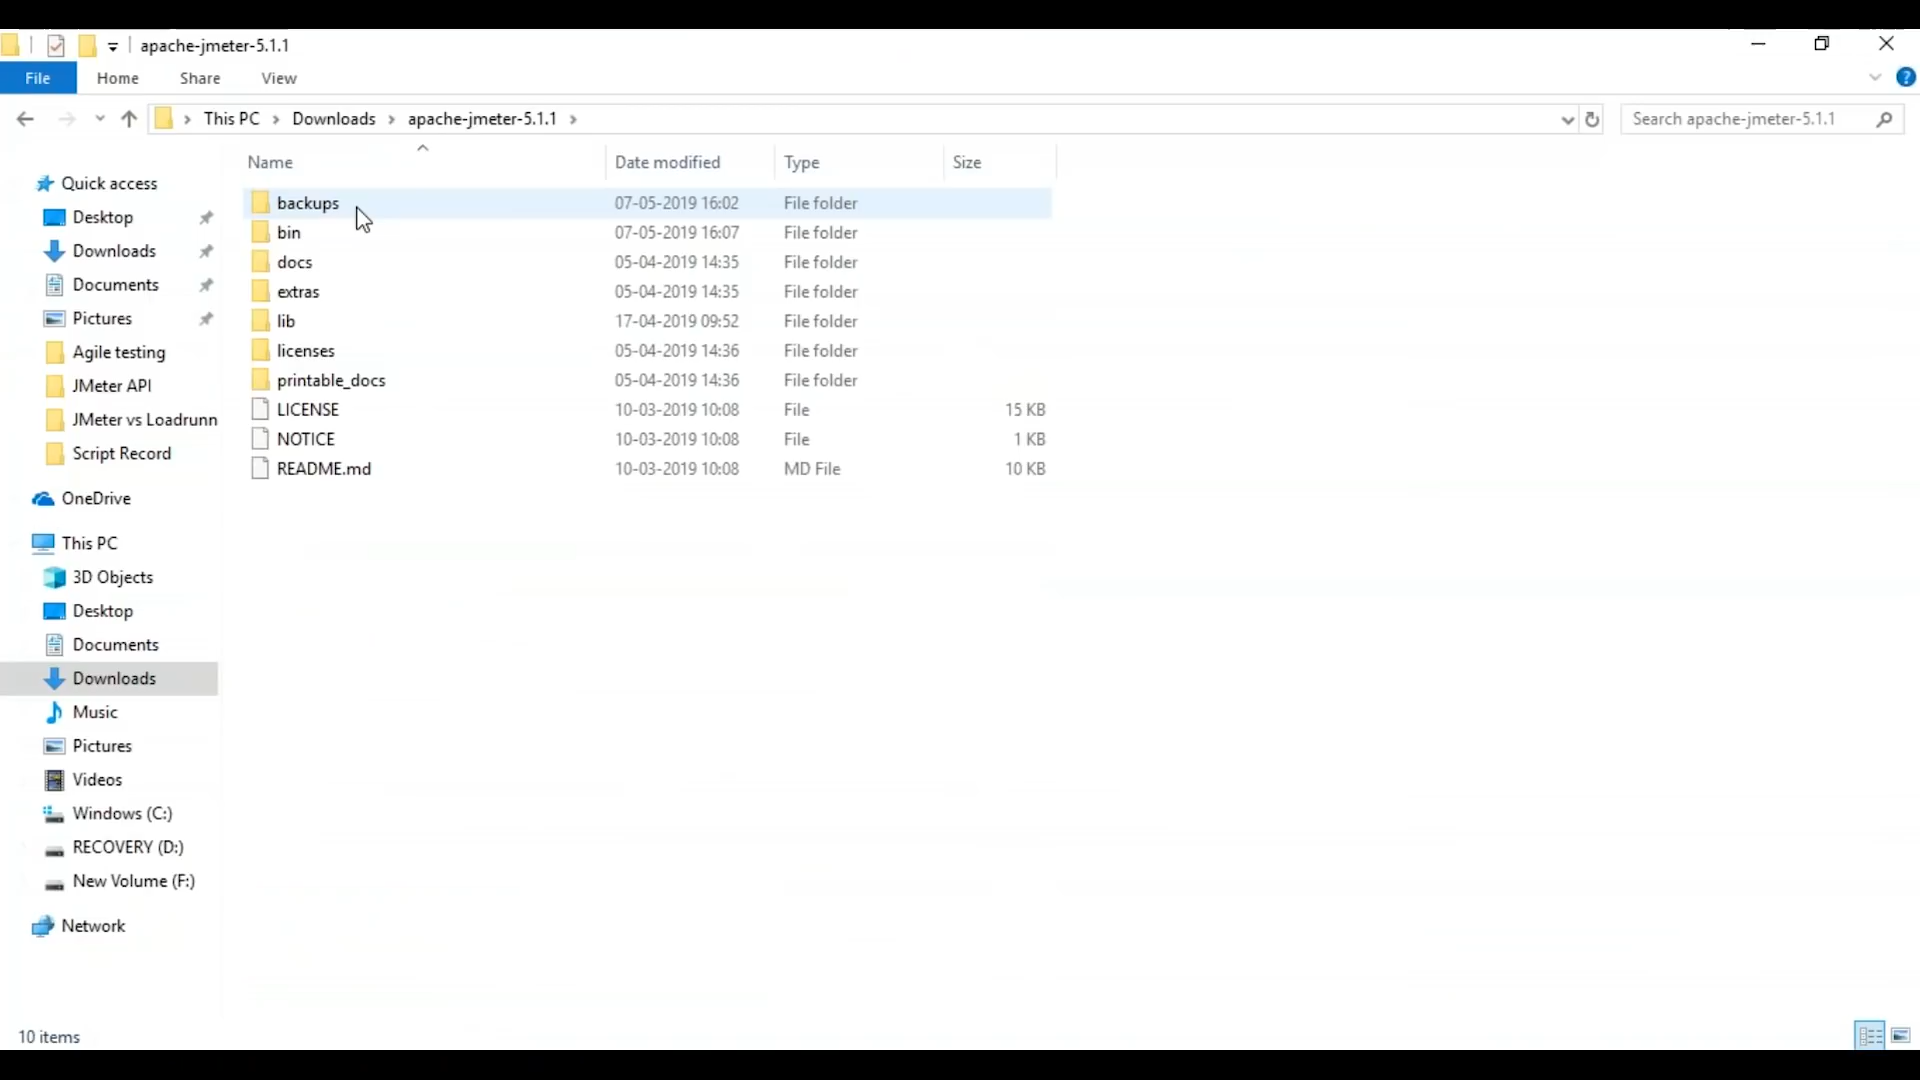 apache-jmeter-5.1.1
File Home Share View
This PC Downloads apache-jmeter-5.1.1
Search apache-jmeter-5.1.1
Quick access
Desktop
Downloads
Documents
Pictures
Agile testing
JMeter API
JMeter vs Loadrunn
Script Record
OneDrive
This PC
3D Objects
Desktop
Documents
Downloads
Music
Pictures
Videos
Windows (C:)
RECOVERY (D:)
New Volume (F:)
Network
Name Date modified Type Size
backups 07-05-2019 16:02 File folder
bin 07-05-2019 16:07 File folder
docs 05-04-2019 14:35 File folder
extras 05-04-2019 14:35 File folder
lib 17-04-2019 09:52 File folder
licenses 05-04-2019 14:36 File folder
printable_docs 05-04-2019 14:36 File folder
LICENSE 10-03-2019 10:08 File 15 KB
NOTICE 10-03-2019 10:08 File 1 KB
README.md 10-03-2019 10:08 MD File 10 KB
10 items